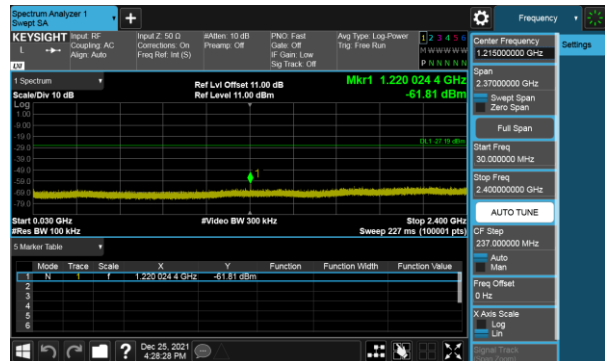 Spectrum Analyzer 1
Swept SA
+
Frequency
KEYSIGHT
Input: RF
Coupling: AC
Align: Auto
Input Z: 50 Ω
Corrections: On
Freq Ref: Int (S)
#Atten: 10 dB
Preamp: Off
PNO: Fast
Gate: Off
IF Gain: Low
Sig Track: Off
Avg Type: Log-Power
Trig: Free Run
1 2 3 4 5 6
M W W W W W
P N N N N N
L
LXI
1 Spectrum
Scale/Div 10 dB
Ref Lvl Offset 11.00 dB
Ref Level 11.00 dBm
Mkr1 1.220 024 4 GHz
-61.81 dBm
Log
1.00
-9.00
-19.0
-29.0
-39.0
-49.0
-59.0
-69.0
-79.0
DL1 -27.19 dBm
1
Start 0.030 GHz
#Video BW 300 kHz
Stop 2.400 GHz
#Res BW 100 kHz
Sweep 227 ms (100001 pts)
5 Marker Table
Mode Trace Scale X Y Function Function Width Function Value
1 N 1 f 1.220 024 4 GHz -61.81 dBm
2
3
4
5
6
Dec 25, 2021
4:28:28 PM
Center Frequency
1.215000000 GHz
Settings
Span
2.37000000 GHz
Swept Span
Zero Span
Full Span
Start Freq
30.000000 MHz
Stop Freq
2.400000000 GHz
AUTO TUNE
CF Step
237.000000 MHz
Auto
Man
Freq Offset
0 Hz
X Axis Scale
Log
Lin
Signal Track